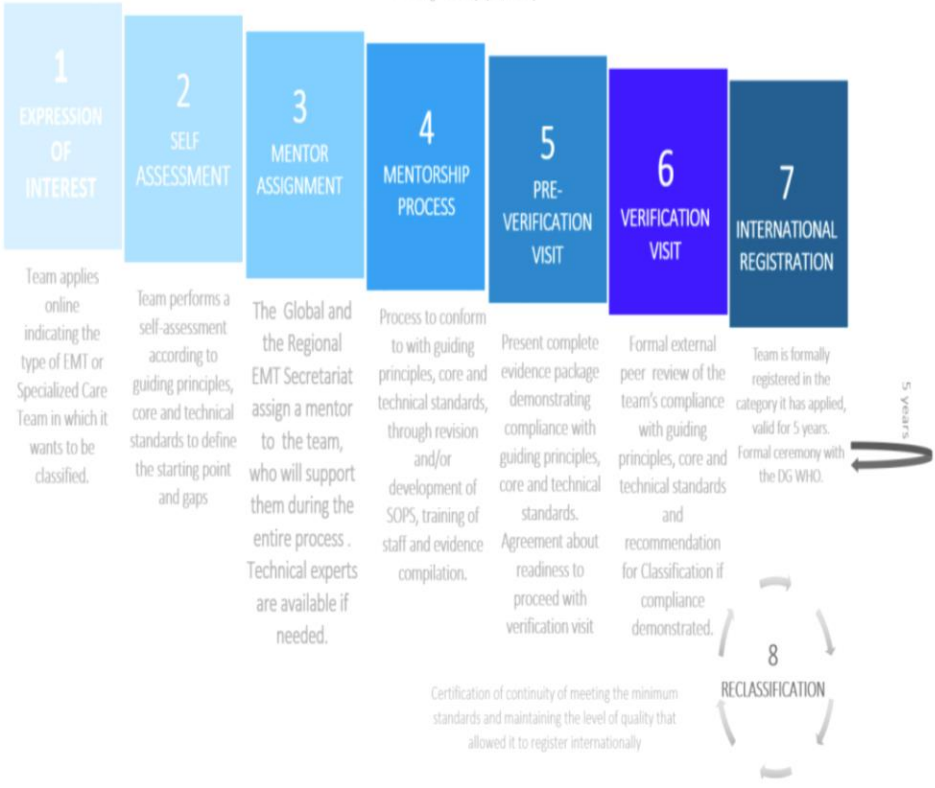 1
EXPRESSION
OF
INTEREST
Team applies
online
indicating the
type of EMT or
Specialized Care
Team in which it
wants to be
classified.
2
SELF
ASSESSMENT
Team performs a
self-assessment
according to
guiding principles,
core and technical
standards to define
the starting point
and gaps
3
MENTOR
ASSIGNMENT
The Global and
the Regional
EMT Secretariat
assign a mentor
to the team,
who will support
them during the
entire process .
Technical experts
are available if
needed.
4
MENTORSHIP
PROCESS
Process to conform
to with guiding
principles, core and
technical standards,
through revision
and/or
development of
SOPS, training of
staff and evidence
compilation.
5
PRE-
VERIFICATION
VISIT
Present complete
evidence package
demonstrating
compliance with
guiding principles,
core and technical
standards.
Agreement about
readiness to
proceed with
verification visit
6
VERIFICATION
VISIT
Formal external
peer review of the
team's compliance
with guiding
principles, core and
technical standards
and
recommendation
for Classification if
compliance
demonstrated.
7
INTERNATIONAL
REGISTRATION
Team is formally
registered in the
category it has applied,
valid for 5 years.
Formal ceremony with
the DG WHO.
5 years
8
RECLASSIFICATION
Certification of continuity of meeting the minimum
standards and maintaining the level of quality that
allowed it to register internationally